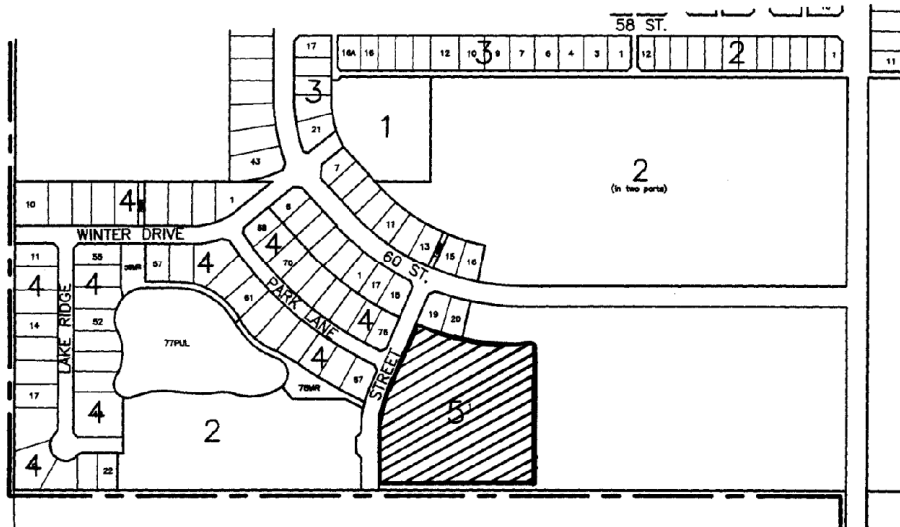 58 ST.
17
16A 16 12 10 9 7 6 4 3 1
3
12 2 1
11
3
21
1
7
43
2
(in two parts)
10 4 1
6
WINTER DRIVE
11 13 15 16
4
60 ST.
11 55 57 4 70 1 17 18
4 4
61
PARK LANE
LAKE RIDGE
14 52
77PUL
19 20
4 76
4
67
STREET
78MR
17
4
5 1
2
4 22